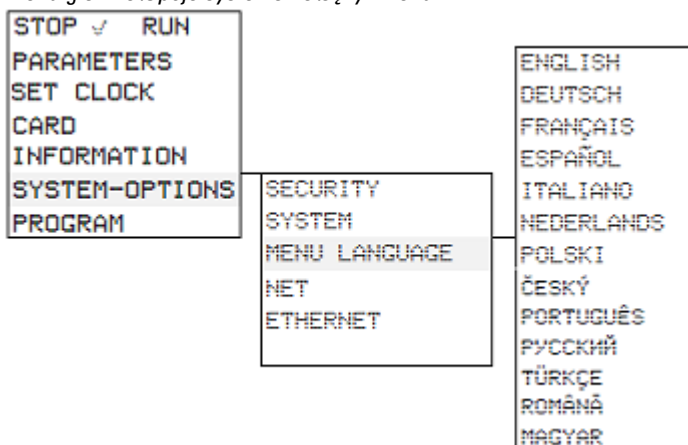 STOP √ RUN
PARAMETERS
SET CLOCK
CARD
INFORMATION
SYSTEM-OPTIONS
PROGRAM
SECURITY
SYSTEM
MENU LANGUAGE
NET
ETHERNET
ENGLISH
DEUTSCH
FRANÇAIS
ESPAÑOL
ITALIANO
NEDERLANDS
POLSKI
ČESKÝ
PORTUGUÊS
РУССКИЙ
TÜRKÇE
ROMÂNĂ
MAGYAR